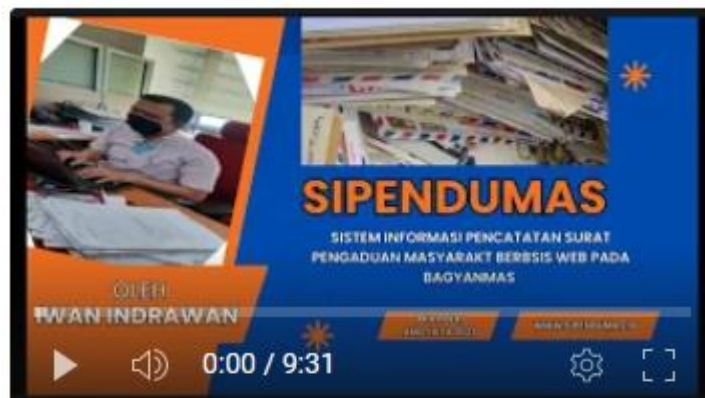 SIPENDUMAS
SISTEM INFORMASI PENCATATAN SURAT
PENGADUAN MASYARAKT BERBSIS WEB PADA
BAGYANMAS
OLEH
IWAN INDRAWAN
0:00 / 9:31